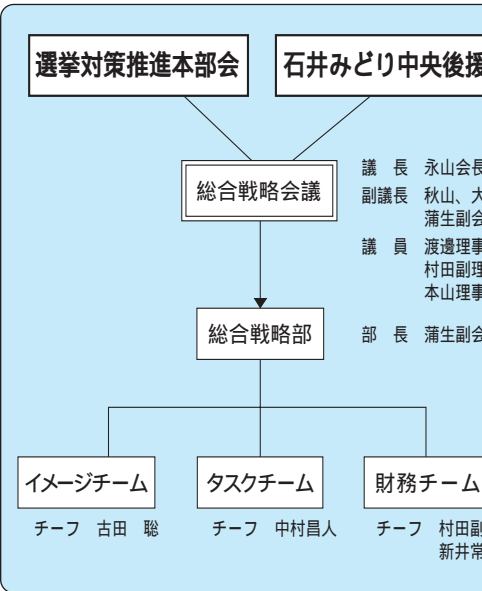 選挙対策推進本部会
石井みどり中央後援
総合戦略会議
議　長　永山会長
副議長　秋山、大
蒲生副会
議　員　渡邊理事
村田副理
本山理事
総合戦略部
部　長　蒲生副会
イメージチーム
タスクチーム
財務チーム
チーフ　古田　聡
チーフ　中村昌人
チーフ　村田副
新井常